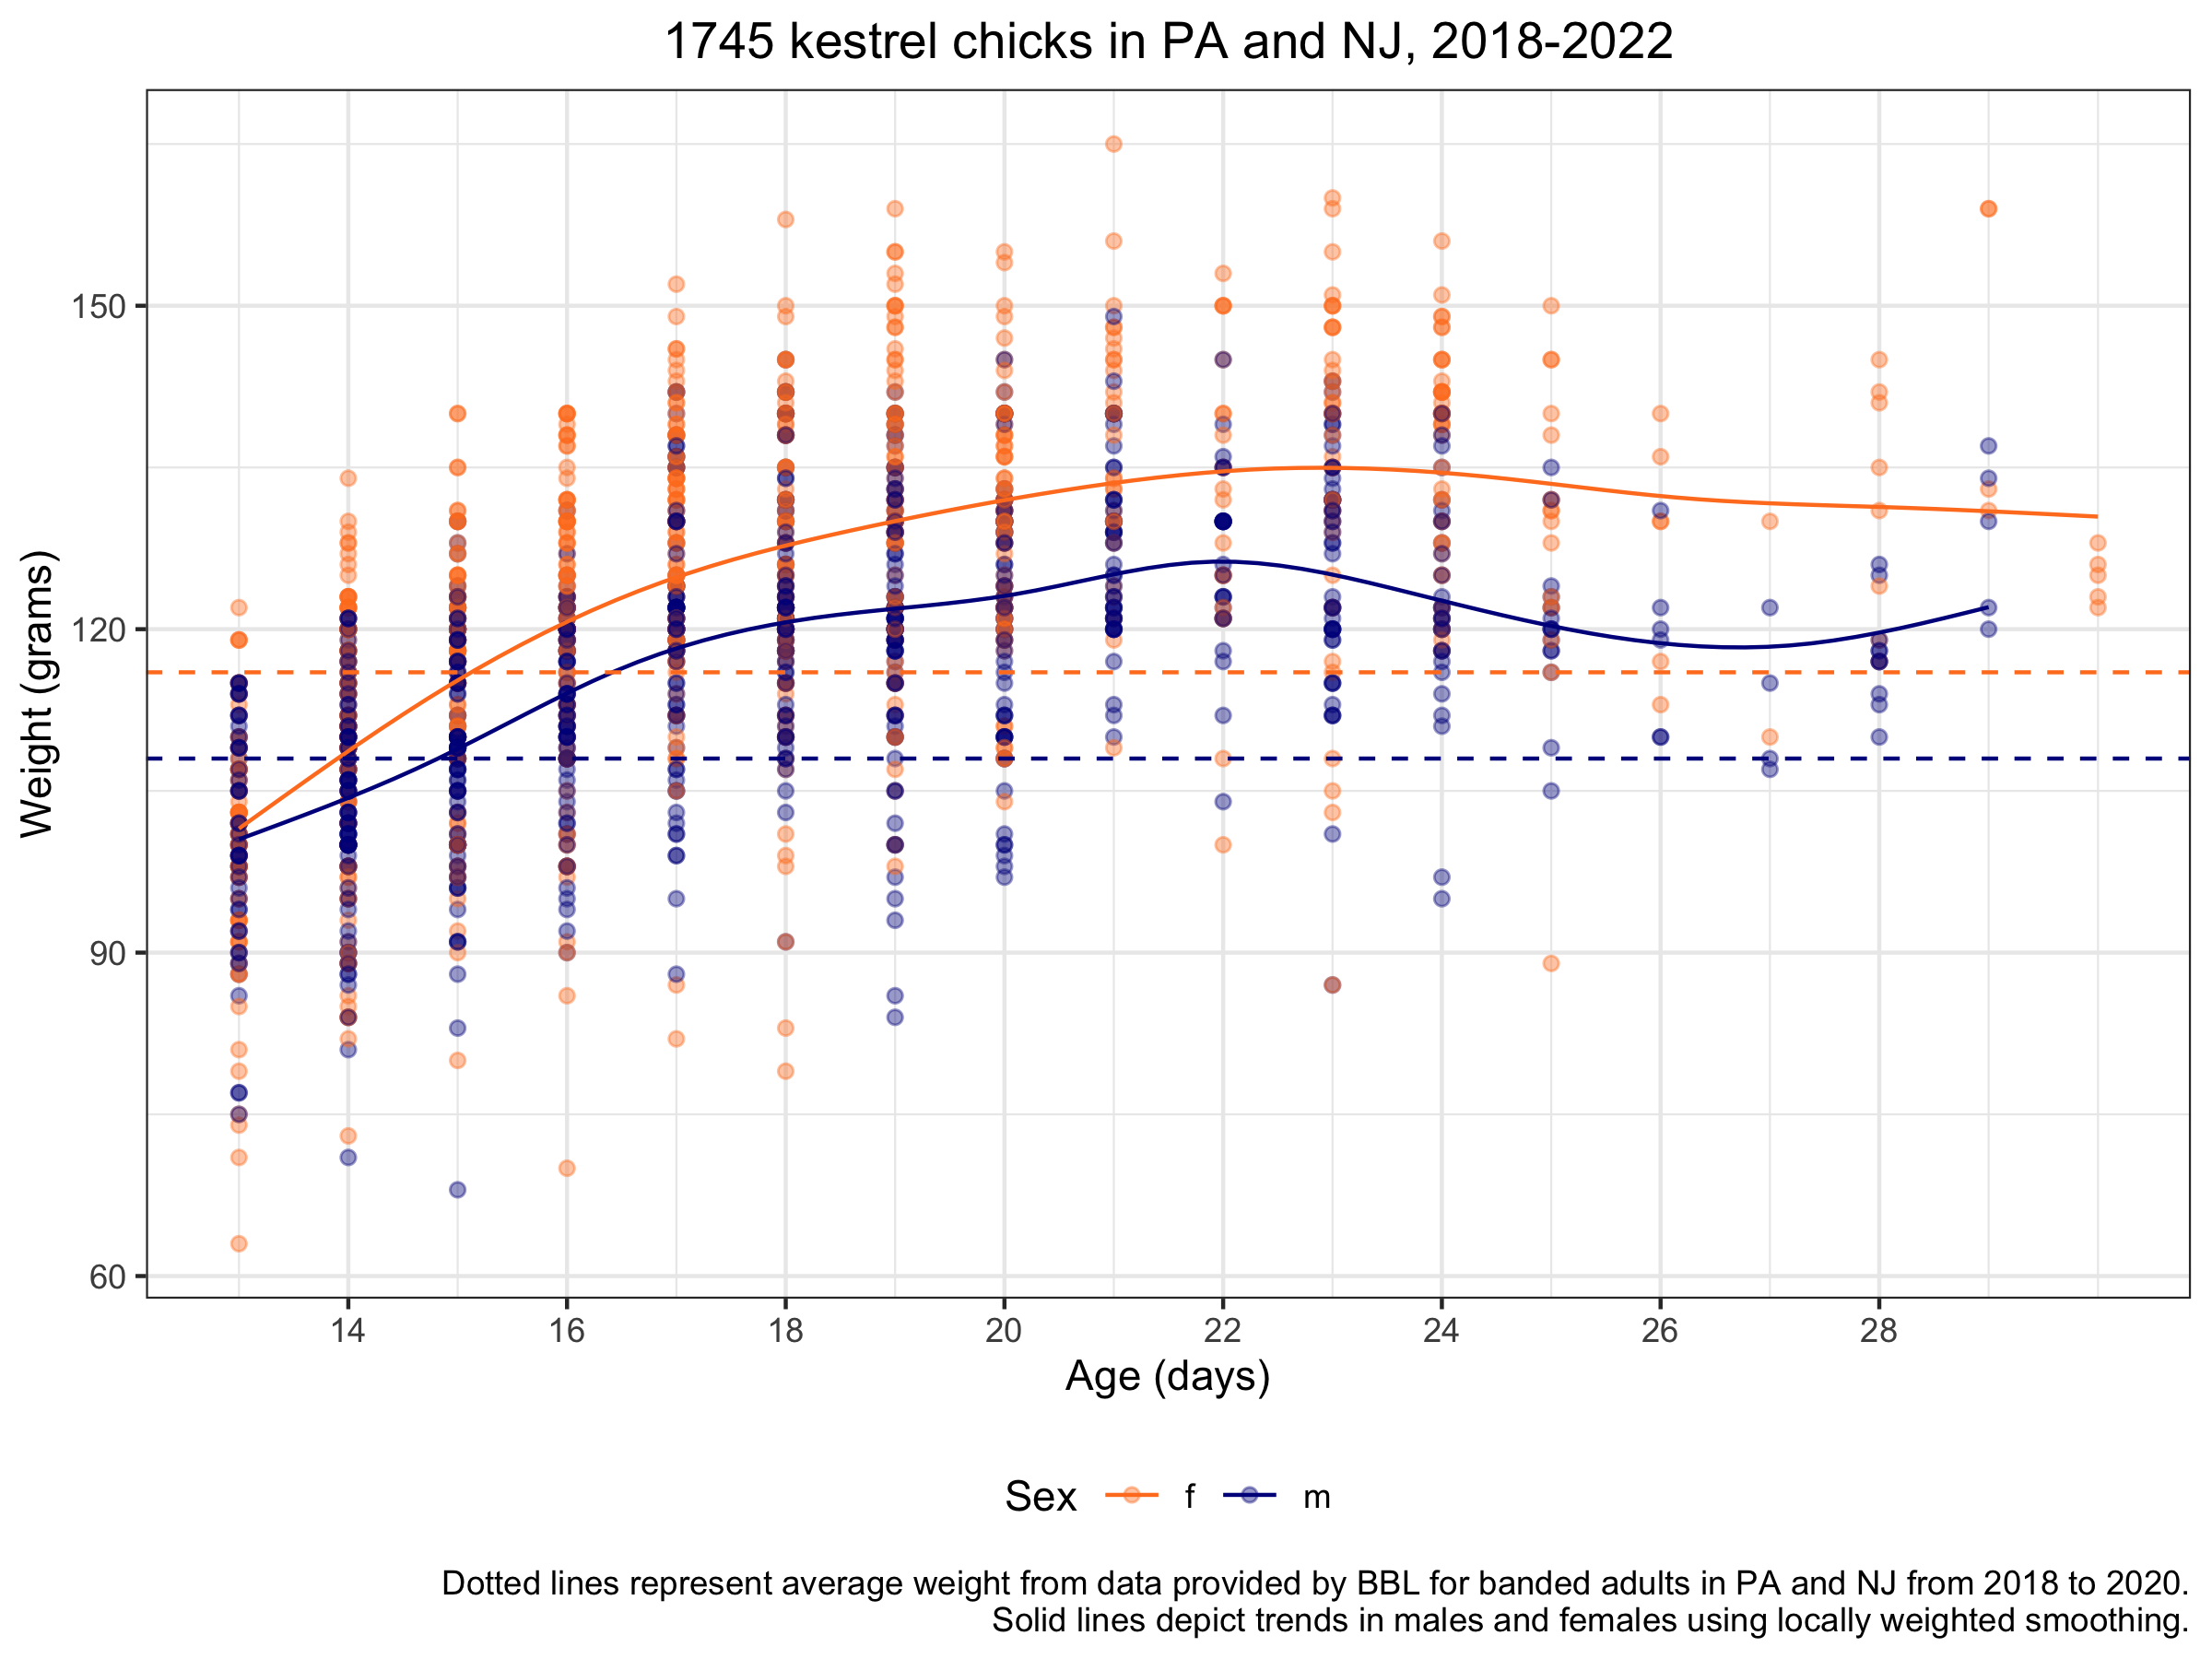 1745 kestrel chicks in PA and NJ, 2018-2022
Weight (grams)
150
120
90
60
14 16 18 20 22 24 26 28
Age (days)
Sex f m
Dotted lines represent average weight from data provided by BBL for banded adults in PA and NJ from 2018 to 2020.
Solid lines depict trends in males and females using locally weighted smoothing.